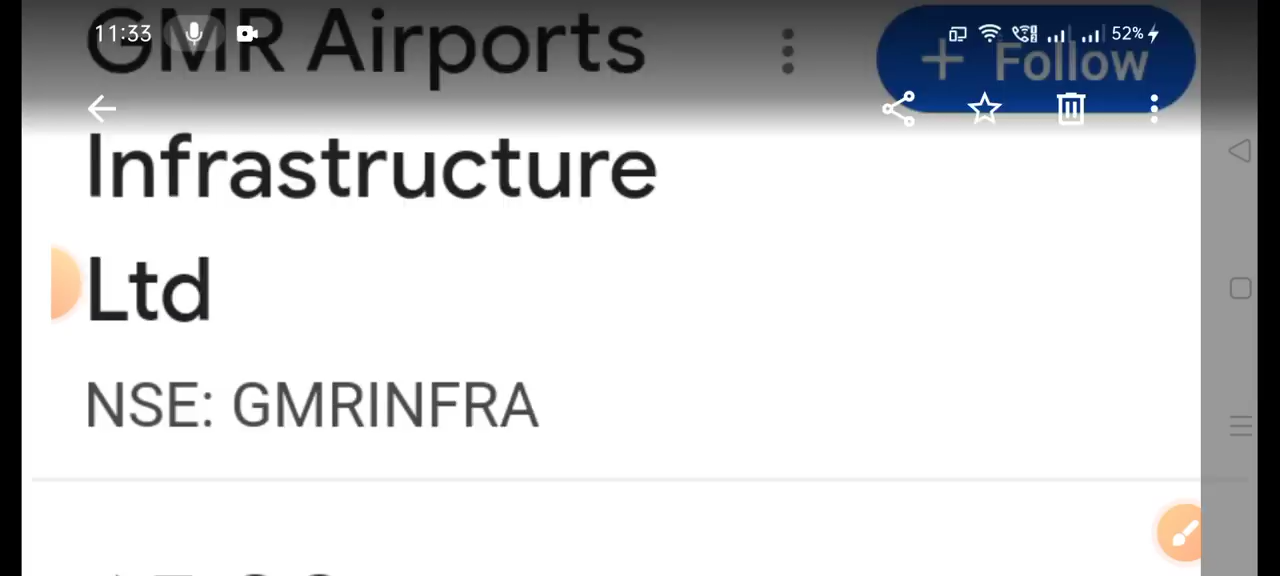 11:33
52%
GMR Airports
+ Follow
Infrastructure
Ltd
NSE: GMRINFRA